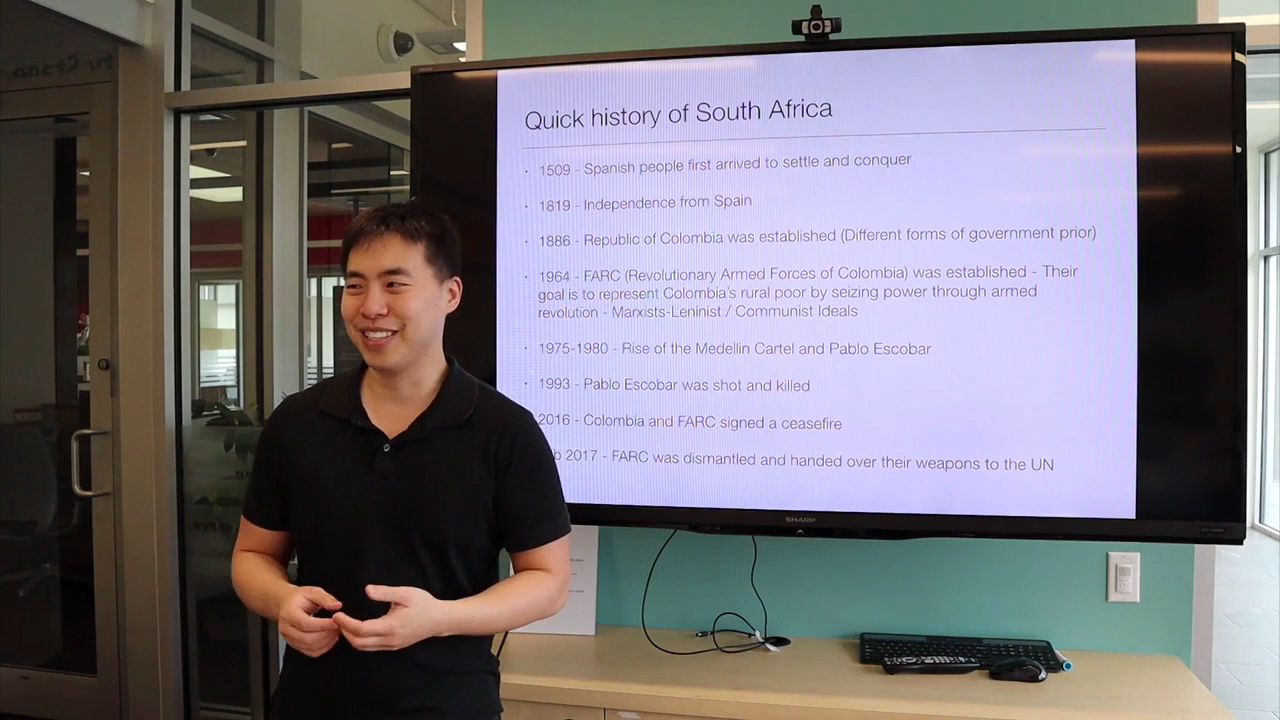 Quick history of South Africa
· 1509 - Spanish people first arrived to settle and conquer
· 1819 - Independence from Spain
· 1886 - Republic of Colombia was established (Different forms of government prior)
· 1964 - FARC (Revolutionary Armed Forces of Colombia) was established - Their
goal is to represent Colombia's rural poor by seizing power through armed
revolution - Marxists-Leninist / Communist Ideals
· 1975-1980 - Rise of the Medellin Cartel and Pablo Escobar
· 1993 - Pablo Escobar was shot and killed
2016 - Colombia and FARC signed a ceasefire
b 2017 - FARC was dismantled and handed over their weapons to the UN
SHARP